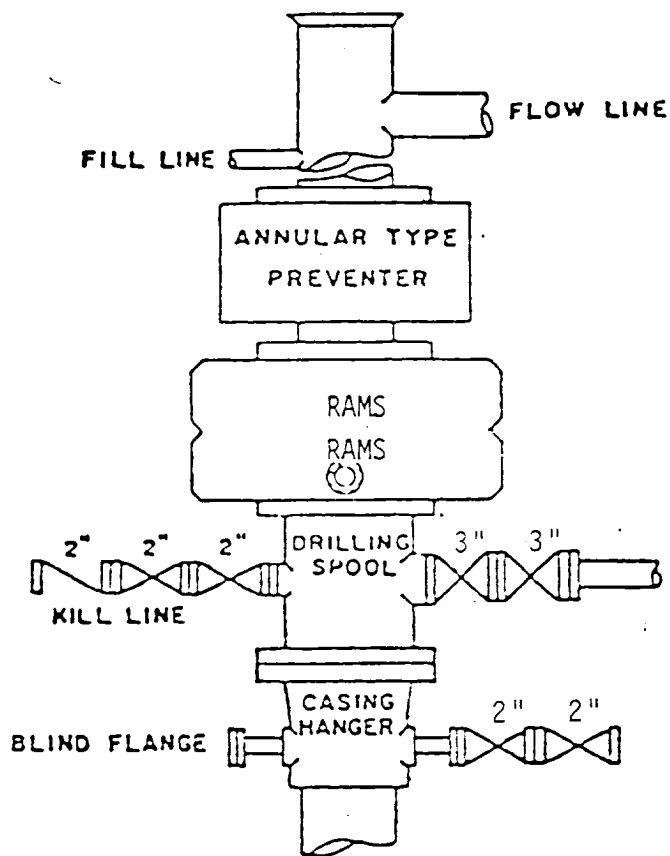 FLOW LINE
FILL LINE
ANNULAR TYPE
PREVENTER
RAMS
RAMS
2" 2" 2"
DRILLING
SPOOL
3" 3"
KILL LINE
CASING
HANGER
2" 2"
BLIND FLANGE